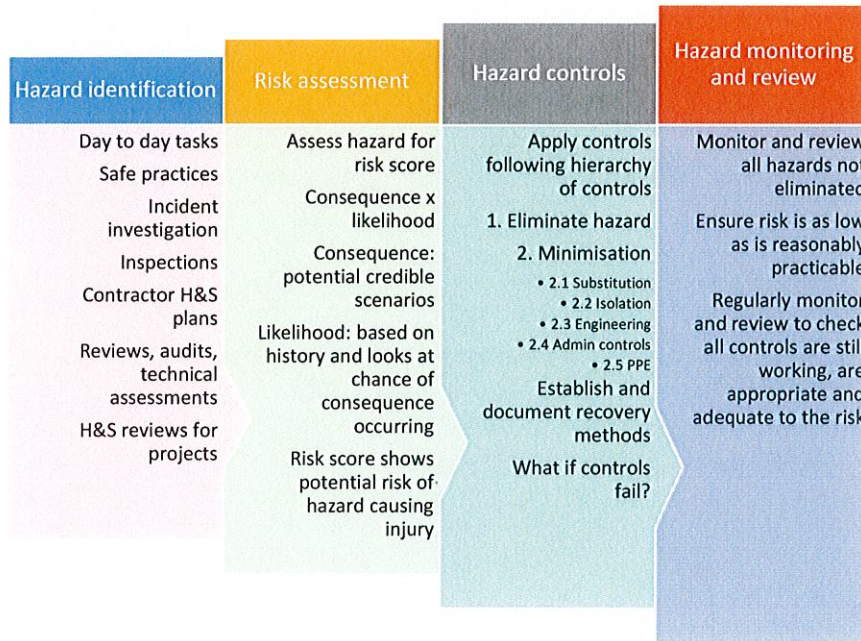 Hazard identification
Day to day tasks
Safe practices
Incident
investigation
Inspections
Contractor H&S
plans
Reviews, audits,
technical
assessments
H&S reviews for
projects
Risk assessment
Assess hazard for
risk score
Consequence x
likelihood
Consequence:
potential credible
scenarios
Likelihood: based on
history and looks at
chance of
consequence
occurring
Risk score shows
potential risk of
hazard causing
injury
Hazard controls
Apply controls
following hierarchy
of controls
1. Eliminate hazard
2. Minimisation
• 2.1 Substitution
• 2.2 Isolation
• 2.3 Engineering
• 2.4 Admin controls
• 2.5 PPE
Establish and
document recovery
methods
What if controls
fail?
Hazard monitoring
and review
Monitor and review
all hazards not
eliminated
Ensure risk is as low
as is reasonably
practicable
Regularly monitor
and review to check
all controls are still
working, are
appropriate and
adequate to the risk